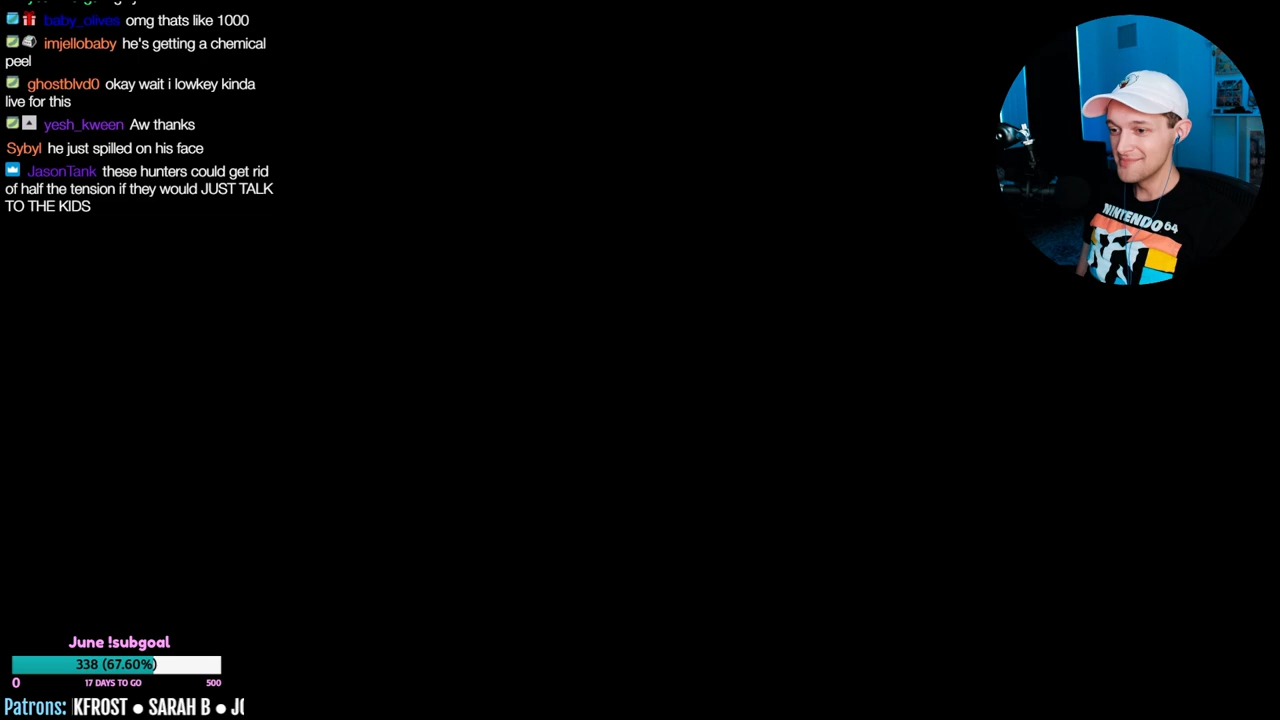 baby_olives omg thats like 1000
imjellobaby he's getting a chemical
peel
ghostblvd0 okay wait i lowkey kinda
live for this
yesh_kween Aw thanks
Sybyl he just spilled on his face
JasonTank these hunters could get rid
of half the tension if they would JUST TALK
TO THE KIDS
NINTENDO 64
June !subgoal
338 (67.60%)
0 17 DAYS TO GO 500
Patrons: KFROST ● SARAH B ●